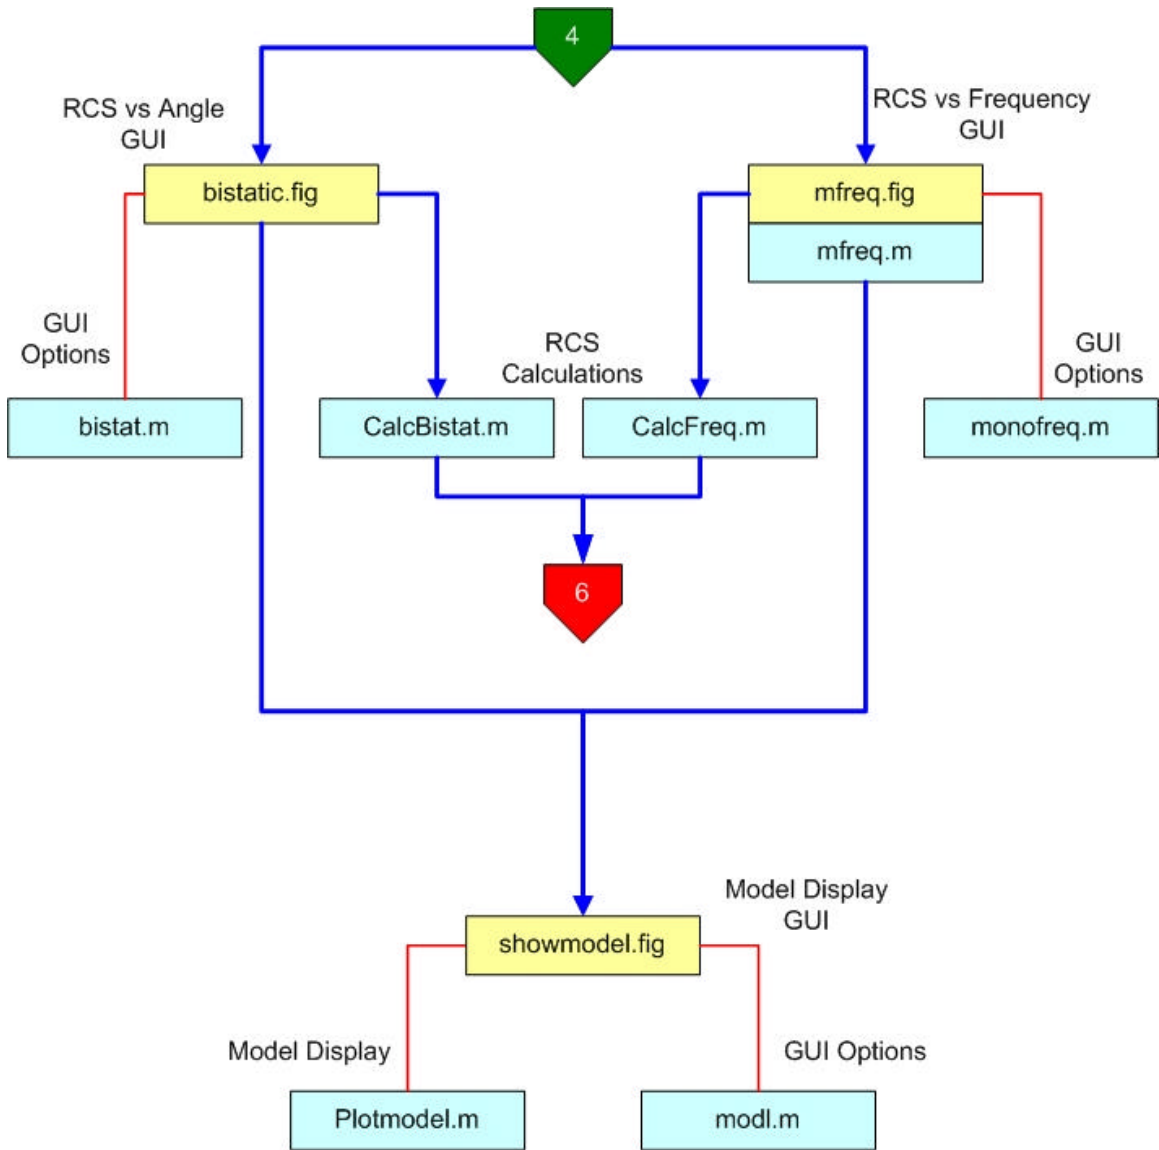 4
RCS vs Angle
GUI
RCS vs Frequency
GUI
bistatic.fig
mfreq.fig
mfreq.m
GUI
Options
RCS
Calculations
GUI
Options
bistat.m
CalcBistat.m
CalcFreq.m
monofreq.m
6
Model Display
GUI
showmodel.fig
Model Display
GUI Options
Plotmodel.m
modl.m